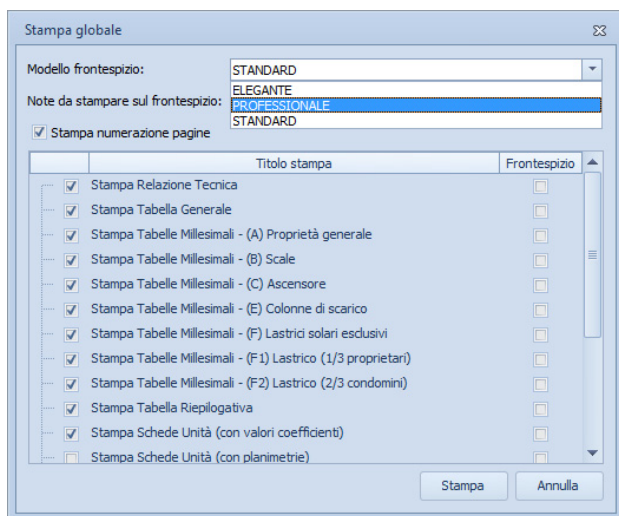 Stampa globale
Modello frontespizio: STANDARD
ELEGANTE
Note da stampare sul frontespizio: PROFESSIONALE
STANDARD
Stampa numerazione pagine
Titolo stampa Frontespizio
Stampa Relazione Tecnica
Stampa Tabella Generale
Stampa Tabelle Millesimali - (A) Proprietà generale
Stampa Tabelle Millesimali - (B) Scale
Stampa Tabelle Millesimali - (C) Ascensore
Stampa Tabelle Millesimali - (E) Colonne di scarico
Stampa Tabelle Millesimali - (F) Lastrici solari esclusivi
Stampa Tabelle Millesimali - (F1) Lastrico (1/3 proprietari)
Stampa Tabelle Millesimali - (F2) Lastrico (2/3 condomini)
Stampa Tabella Riepilogativa
Stampa Schede Unità (con valori coefficienti)
Stampa Schede Unità (con planimetrie)
Stampa Annulla